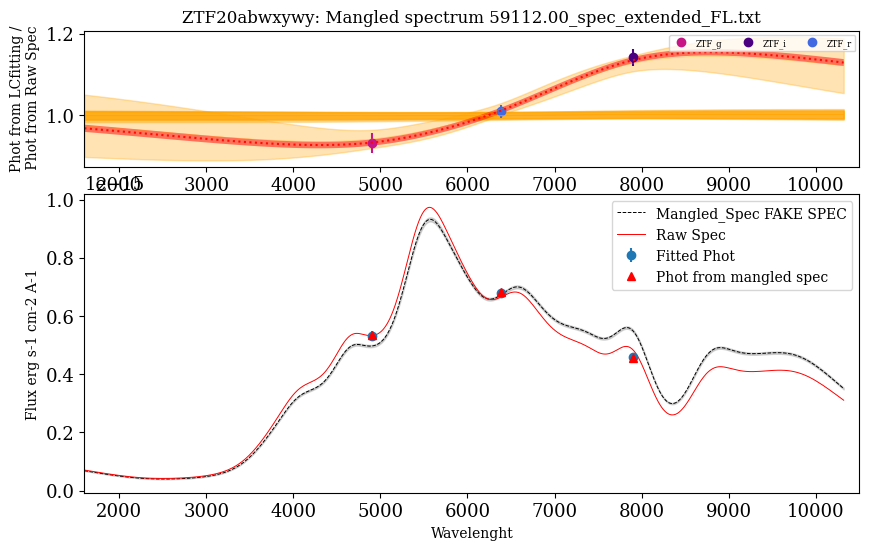 ZTF20abwxywy: Mangled spectrum 59112.00_spec_extended_FL.txt
Phot from LCfitting /
Phot from Raw Spec
1.2
1.0
ZTF_g ZTF_i ZTF_r
2000 3000 4000 5000 6000 7000 8000 9000 10000
1e−15
Flux erg s-1 cm-2 A-1
1.0
0.8
0.6
0.4
0.2
0.0
Mangled_Spec FAKE SPEC
Raw Spec
Fitted Phot
Phot from mangled spec
2000 3000 4000 5000 6000 7000 8000 9000 10000
Wavelenght